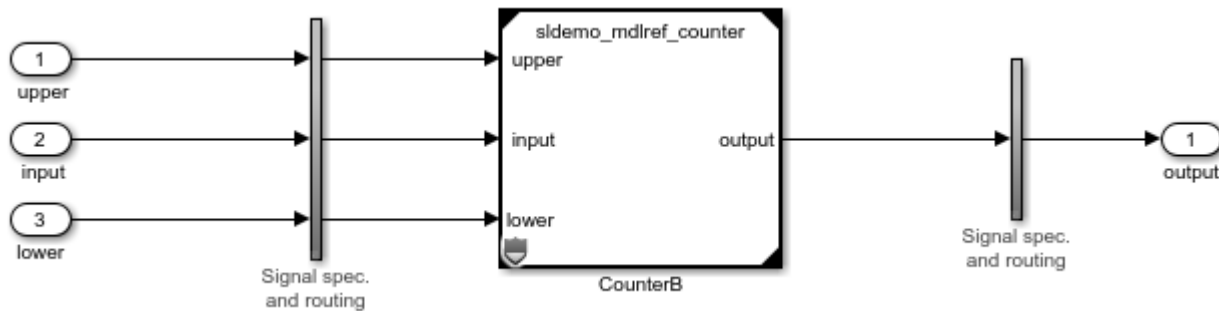 1
upper
2
input
3
lower
Signal spec.
and routing
sldemo_mdlref_counter
upper
input
lower
output
CounterB
Signal spec.
and routing
1
output